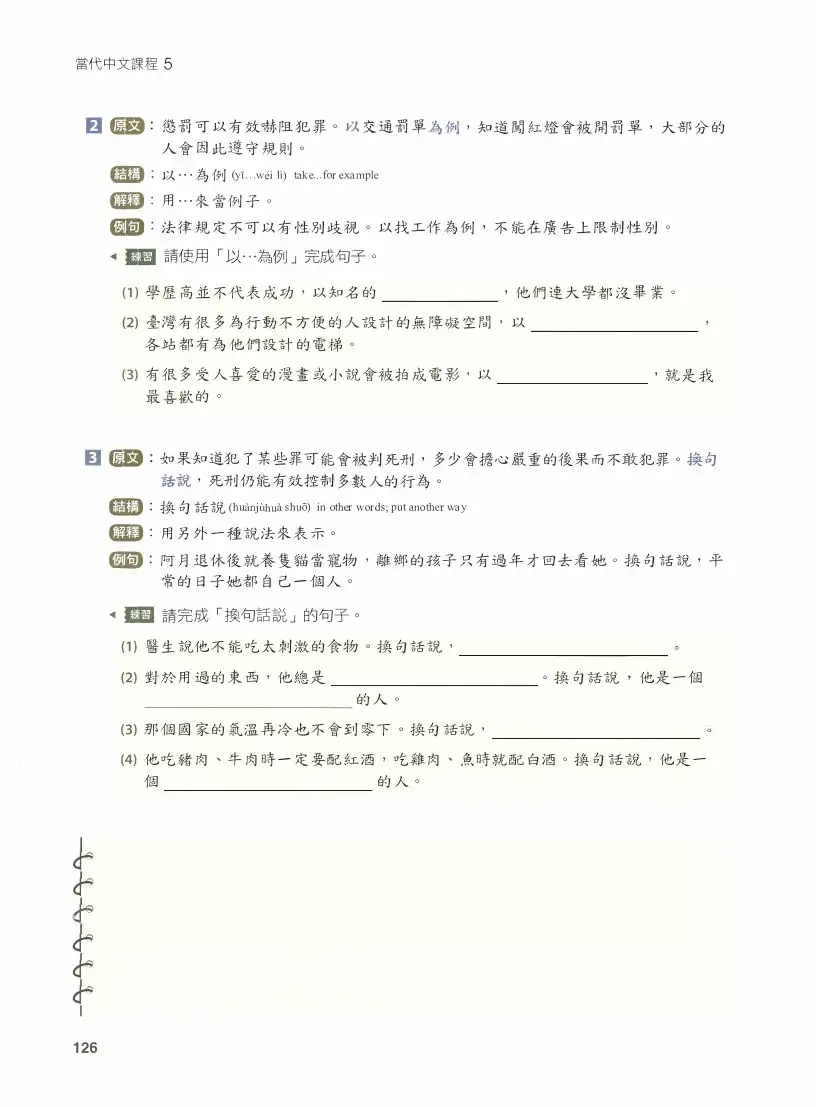 當代中文課程 5
2 原文：懲罰可以有效嚇阻犯罪。以交通罰單為例，知道闖紅燈會被開罰單，大部分的
人會因此遵守規則。
結構：以…為例 (yǐ…wéi lì) take...for example
解釋：用…來當例子。
例句：法律規定不可以有性別歧視。以找工作為例，不能在廣告上限制性別。
練習 請使用「以…為例」完成句子。
(1) 學歷高並不代表成功，以知名的 ，他們連大學都沒畢業。
(2) 臺灣有很多為行動不方便的人設計的無障礙空間，以 ，
各站都有為他們設計的電梯。
(3) 有很多受人喜愛的漫畫或小說會被拍成電影，以 ，就是我
最喜歡的。
3 原文：如果知道犯了某些罪可能會被判死刑，多少會擔心嚴重的後果而不敢犯罪。換句
話說，死刑仍能有效控制多數人的行為。
結構：換句話說 (huànjùhuà shuō) in other words; put another way
解釋：用另外一種說法來表示。
例句：阿月退休後就養隻貓當寵物，離鄉的孩子只有過年才回去看她。換句話說，平
常的日子她都自己一個人。
練習 請完成「換句話說」的句子。
(1) 醫生說他不能吃太刺激的食物。換句話說， 。
(2) 對於用過的東西，他總是 。換句話說，他是一個
的人。
(3) 那個國家的氣溫再冷也不會到零下。換句話說， 。
(4) 他吃豬肉、牛肉時一定要配紅酒，吃雞肉、魚時就配白酒。換句話說，他是一
個 的人。
126